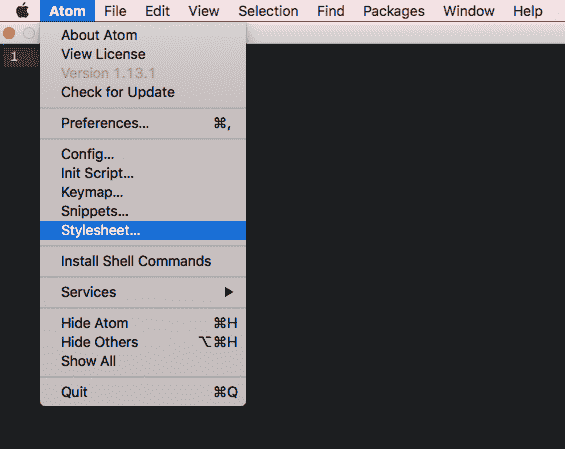 Atom File Edit View Selection Find Packages Window Help
1
About Atom
View License
Version 1.13.1
Check for Update
Preferences... ⌘,
Config...
Init Script...
Keymap...
Snippets...
Stylesheet...
Install Shell Commands
Services ▶
Hide Atom ⌘H
Hide Others ⌥⌘H
Show All
Quit ⌘Q